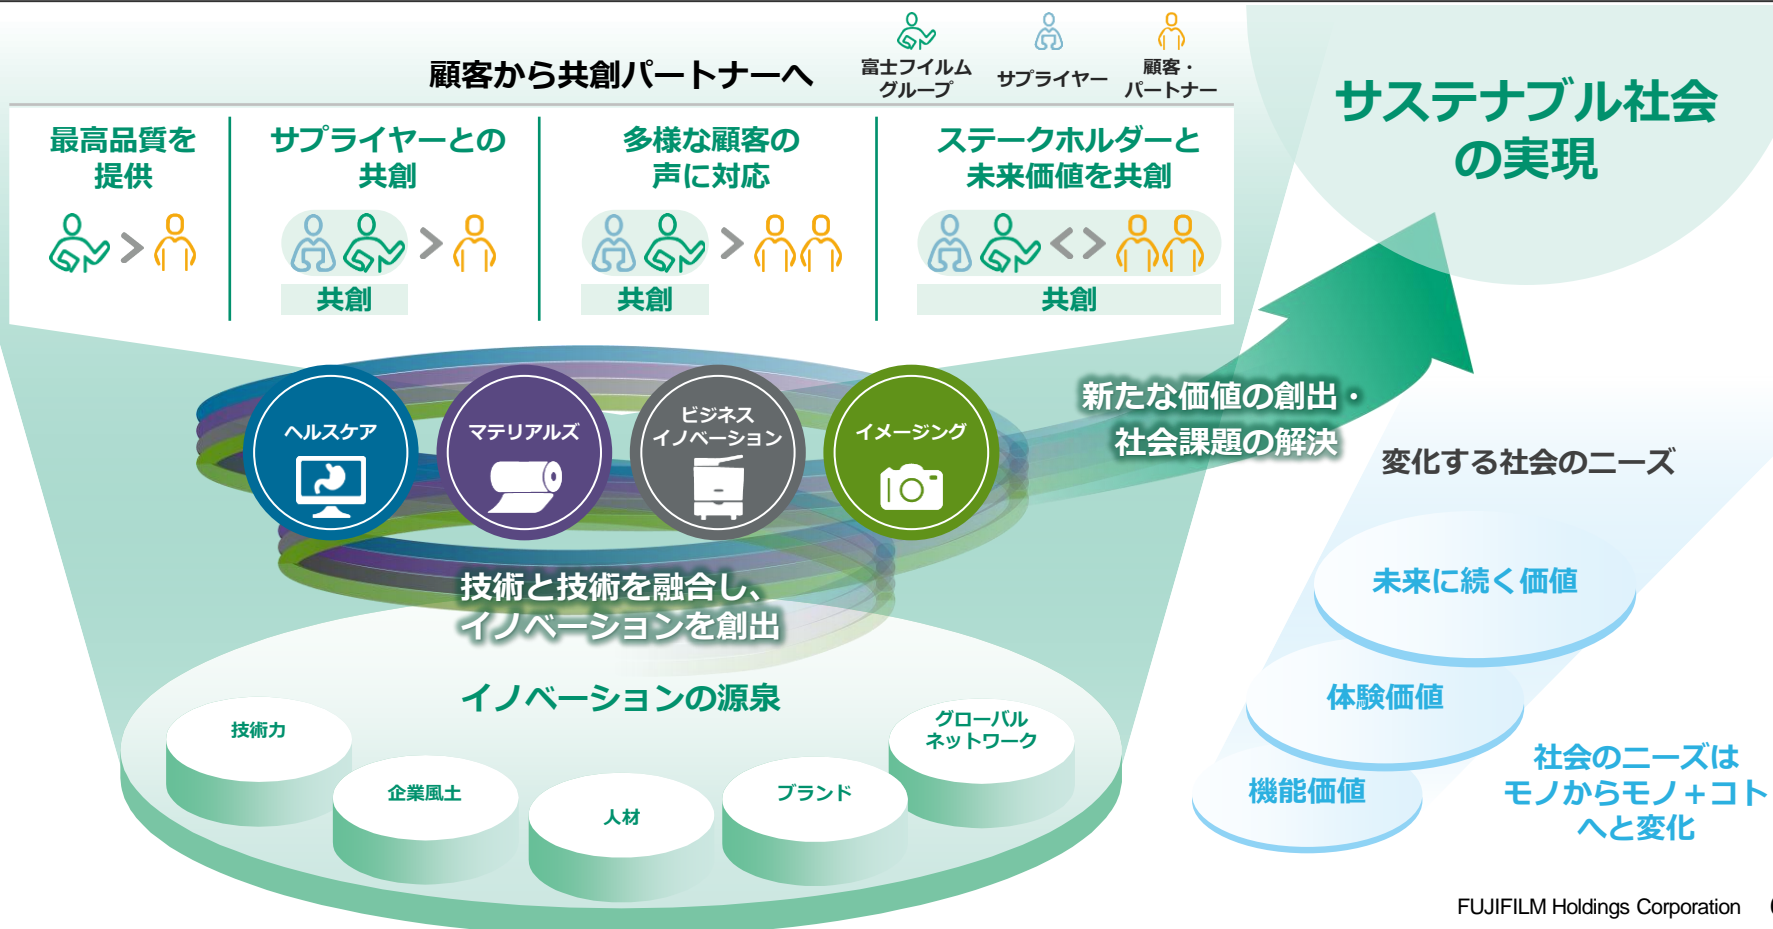 顧客から共創パートナーへ
富士フイルム
グループ
サプライヤー
顧客・
パートナー
最高品質を
提供
サプライヤーとの
共創
共創
多様な顧客の
声に対応
共創
ステークホルダーと
未来価値を共創
共創
サステナブル社会
の実現
ヘルスケア
マテリアルズ
ビジネス
イノベーション
イメージング
新たな価値の創出・
社会課題の解決
技術と技術を融合し、
イノベーションを創出
イノベーションの源泉
技術力
企業風土
人材
ブランド
グローバル
ネットワーク
変化する社会のニーズ
未来に続く価値
体験価値
機能価値
社会のニーズは
モノからモノ+コト
へと変化
FUJIFILM Holdings Corporation